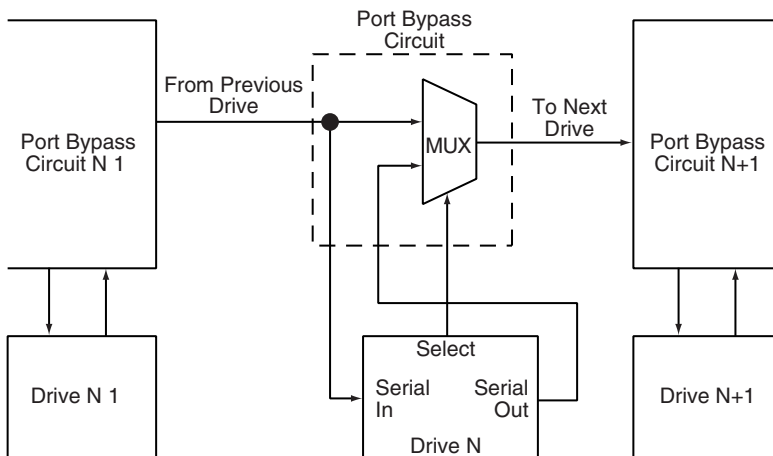 Port Bypass
Circuit
From Previous
Drive
To Next
Drive
Port Bypass
Circuit N 1
MUX
Port Bypass
Circuit N+1
Select
Drive N 1
Serial
In
Serial
Out
Drive N+1
Drive N